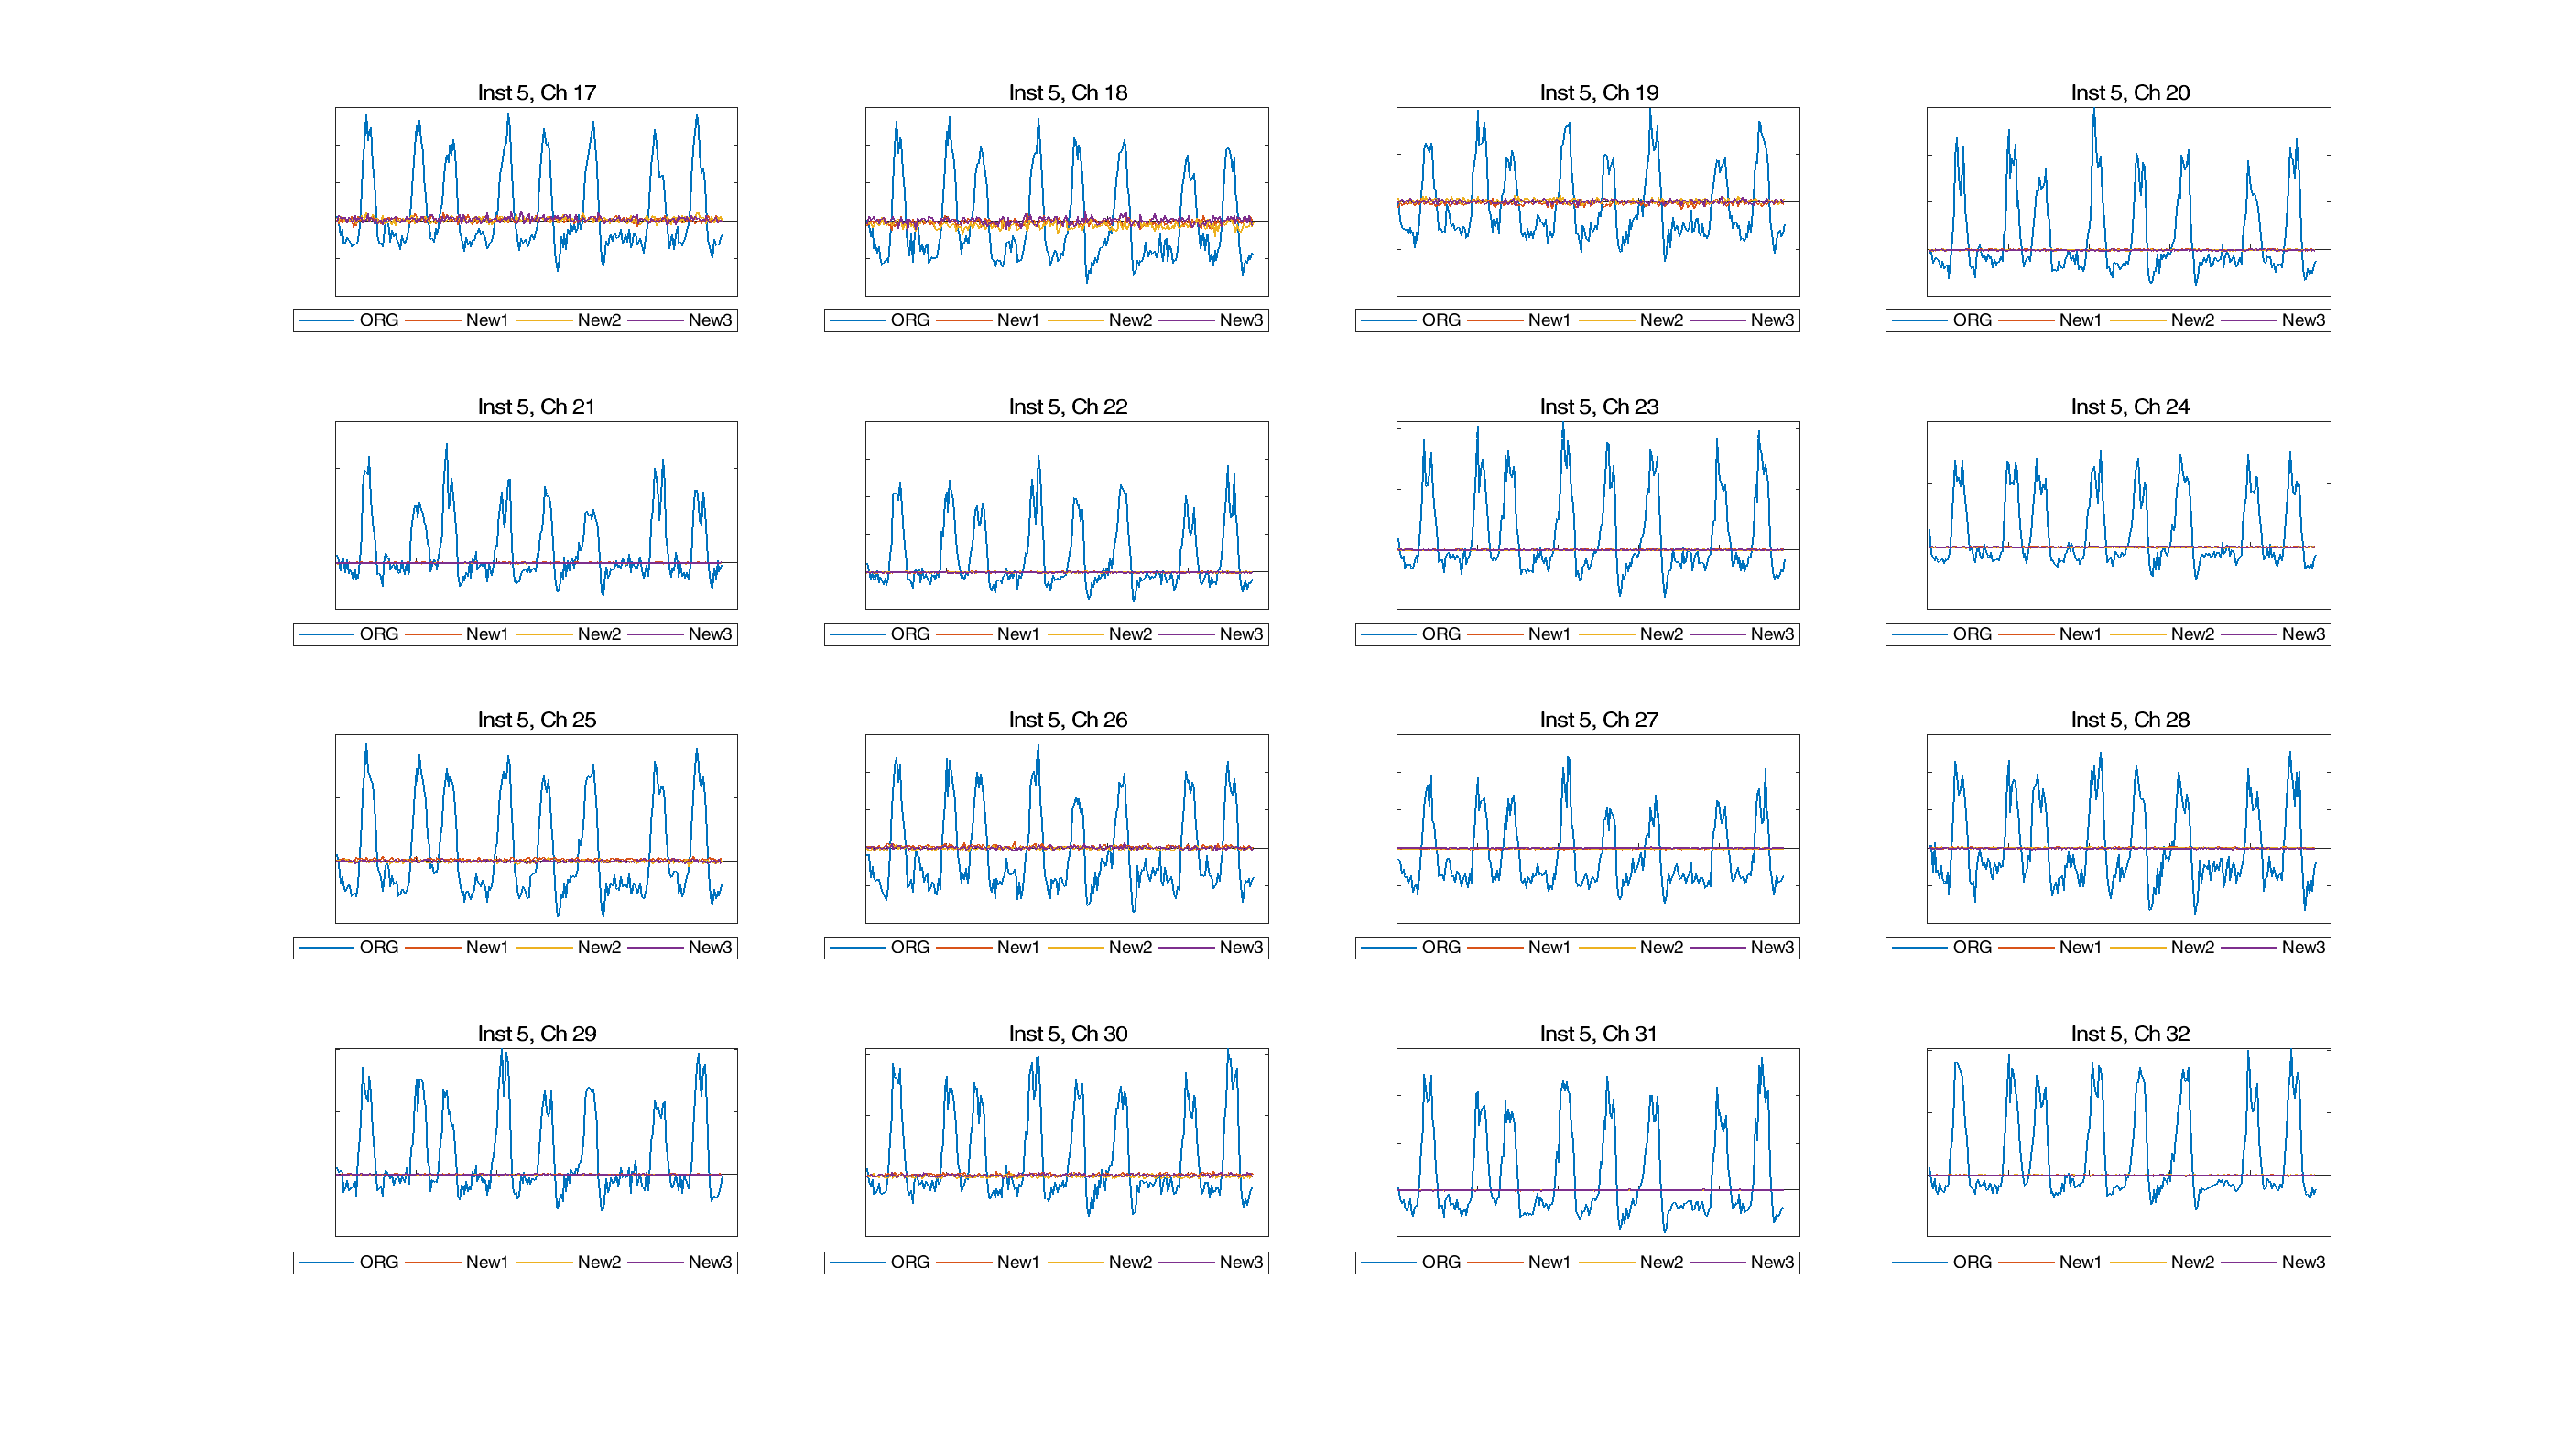 Inst 5, Ch 17
Inst 5, Ch 18
Inst 5, Ch 19
Inst 5, Ch 20
ORG New1 New2 New3
ORG New1 New2 New3
ORG New1 New2 New3
ORG New1 New2 New3
Inst 5, Ch 21
Inst 5, Ch 22
Inst 5, Ch 23
Inst 5, Ch 24
ORG New1 New2 New3
ORG New1 New2 New3
ORG New1 New2 New3
ORG New1 New2 New3
Inst 5, Ch 25
Inst 5, Ch 26
Inst 5, Ch 27
Inst 5, Ch 28
ORG New1 New2 New3
ORG New1 New2 New3
ORG New1 New2 New3
ORG New1 New2 New3
Inst 5, Ch 29
Inst 5, Ch 30
Inst 5, Ch 31
Inst 5, Ch 32
ORG New1 New2 New3
ORG New1 New2 New3
ORG New1 New2 New3
ORG New1 New2 New3